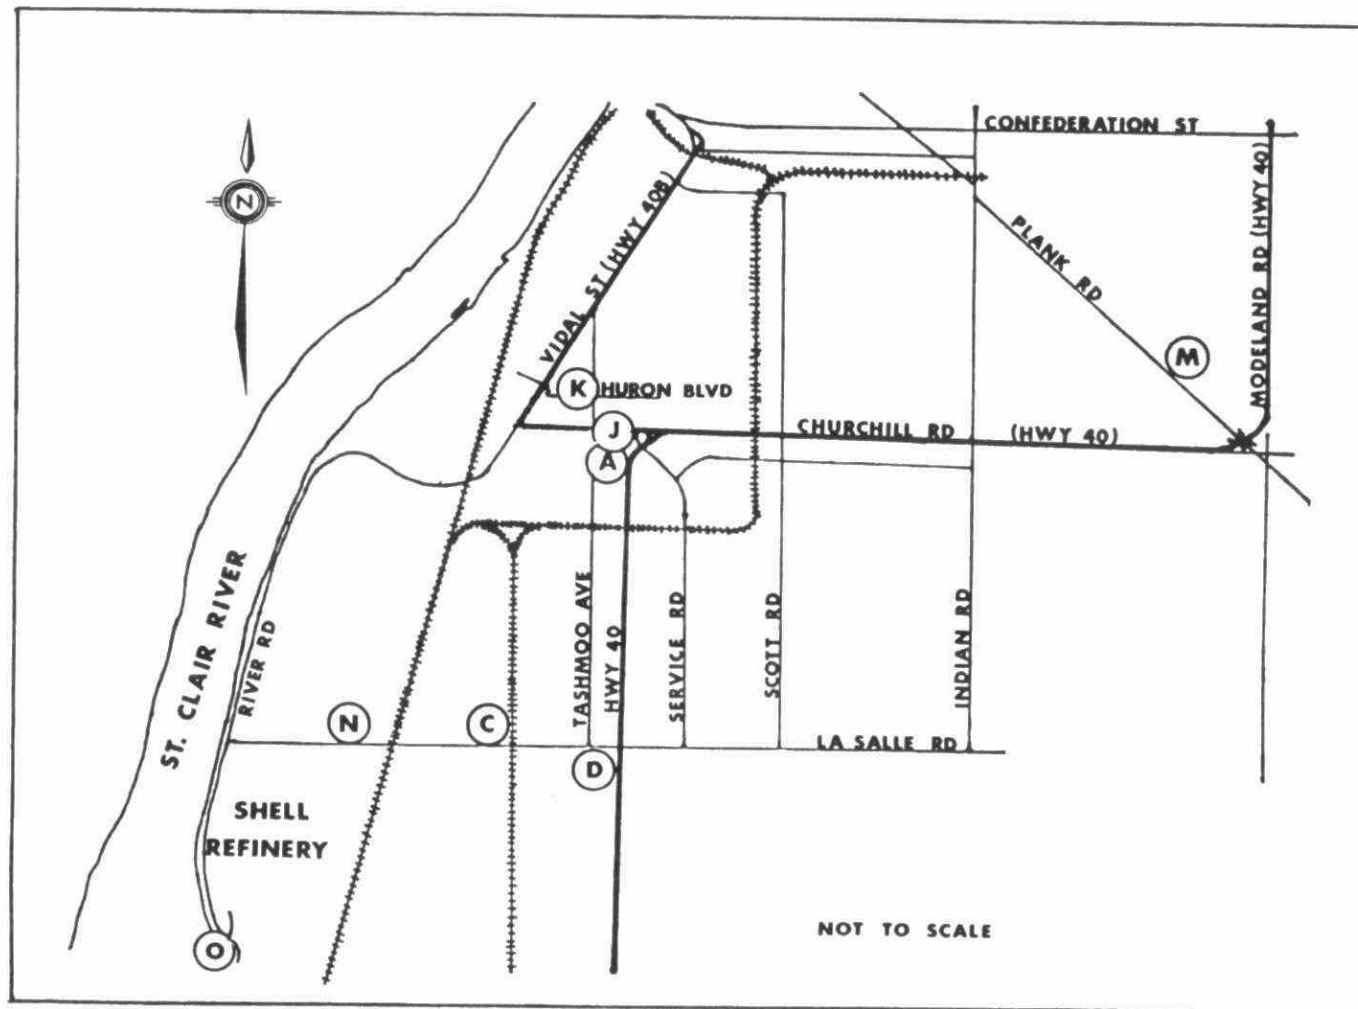 CONFEDERATION ST
N
VIDAL ST (HWY 40B)
PLANK RD
MODELAND RD (HWY 40)
M
K
HURON BLVD
J
CHURCHILL RD
(HWY 40)
A
ST. CLAIR RIVER
RIVER RD
TASHMOO AVE
HWY 40
SERVICE RD
SCOTT RD
INDIAN RD
N
C
LA SALLE RD
D
SHELL
REFINERY
NOT TO SCALE
O